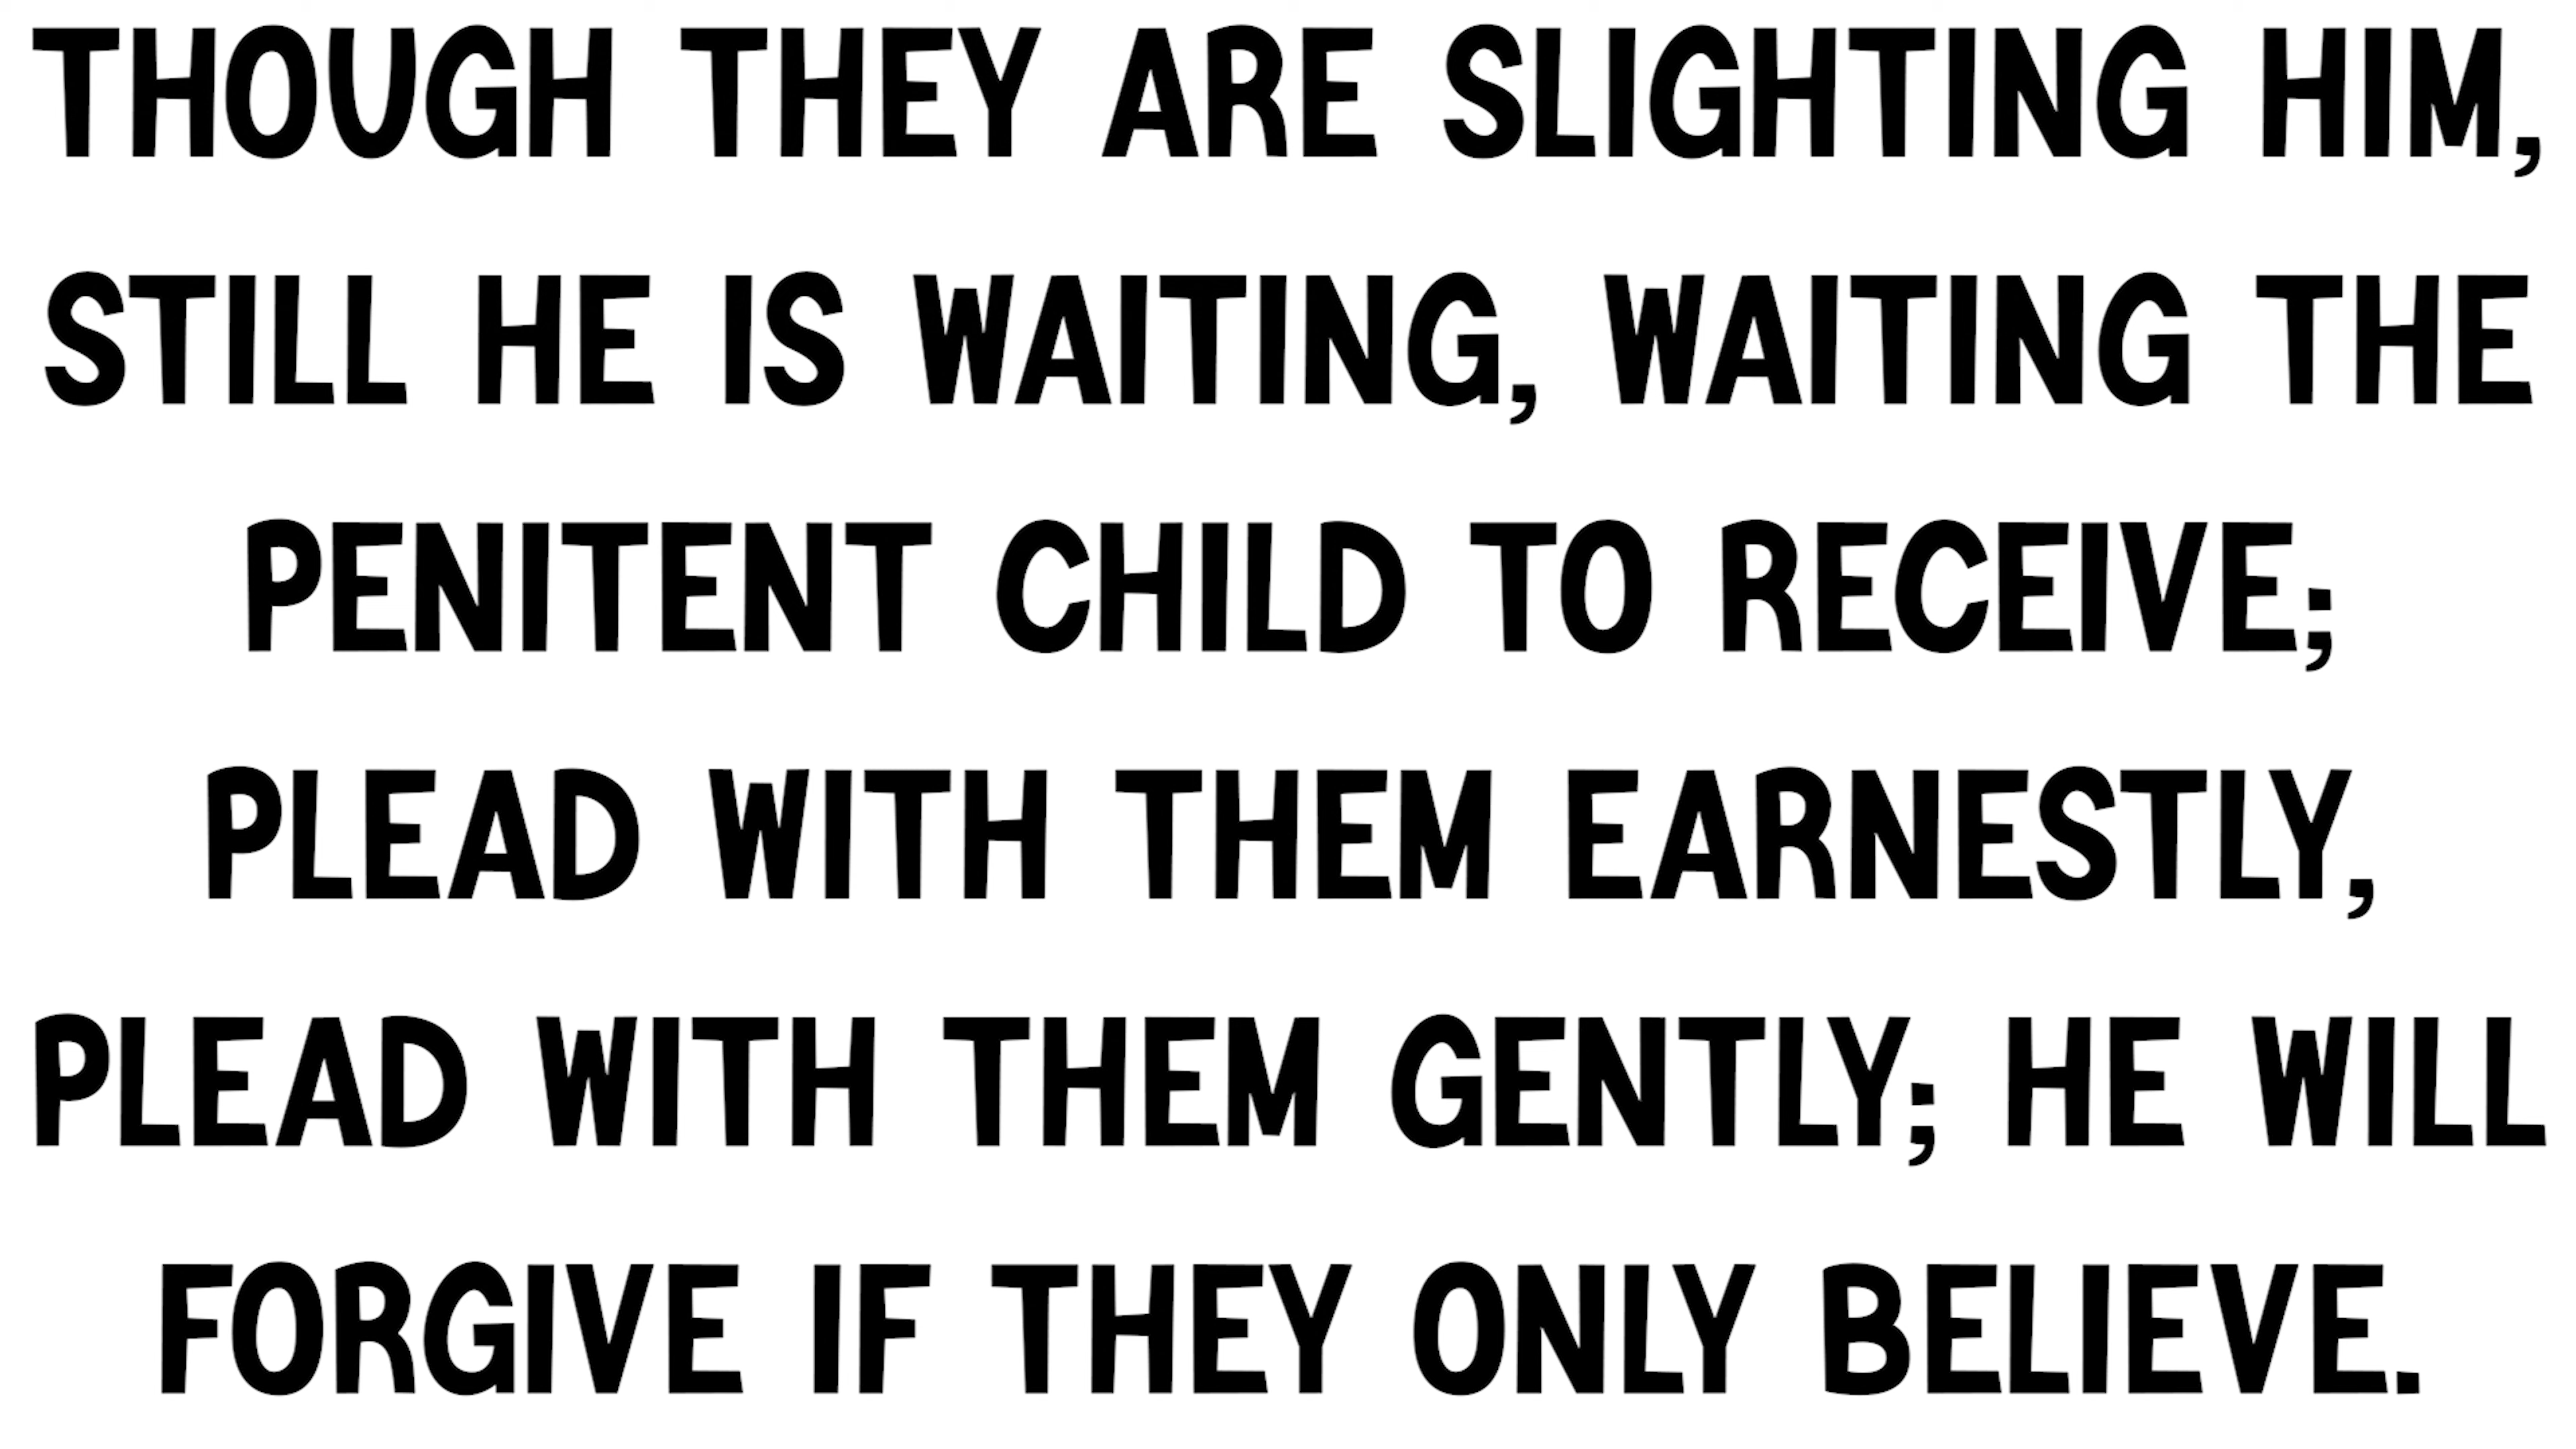 THOUGH THEY ARE SLIGHTING HIM,
STILL HE IS WAITING, WAITING THE
PENITENT CHILD TO RECEIVE;
PLEAD WITH THEM EARNESTLY,
PLEAD WITH THEM GENTLY; HE WILL
FORGIVE IF THEY ONLY BELIEVE.